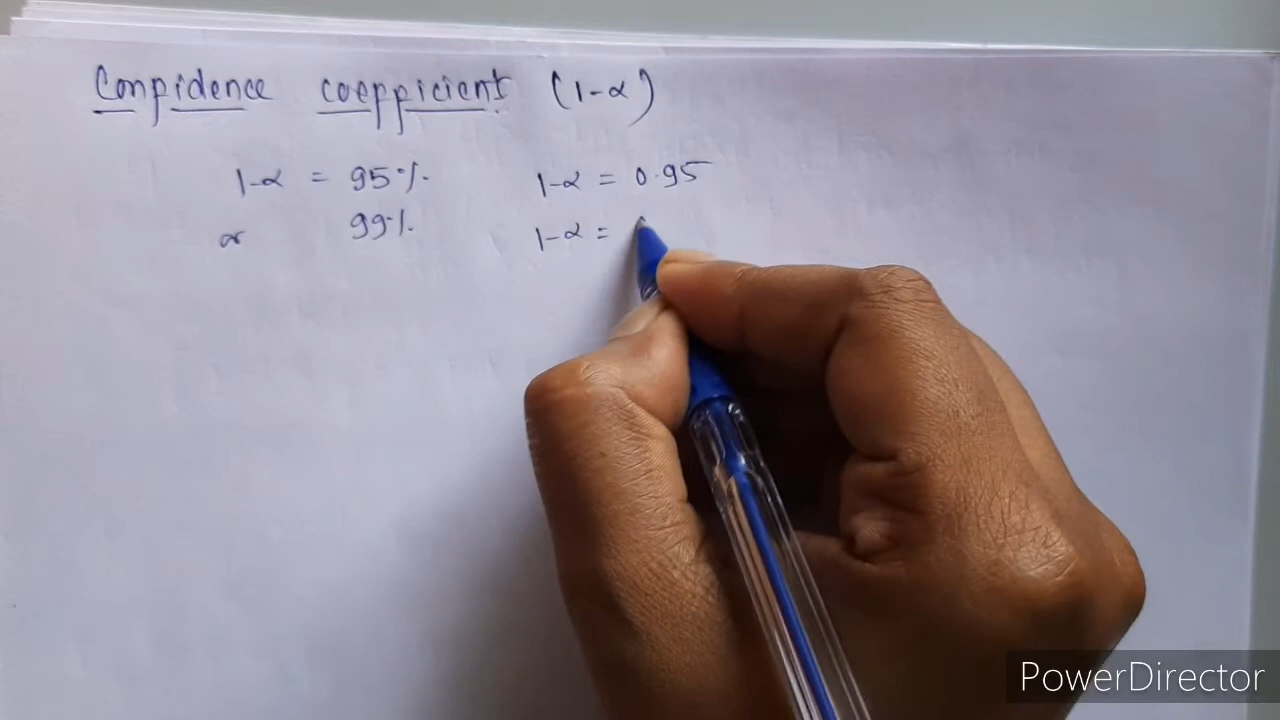 Confidence coefficient (1-α)
1-α = 95% 1-α = 0.95
or 99% 1-α =
PowerDirector